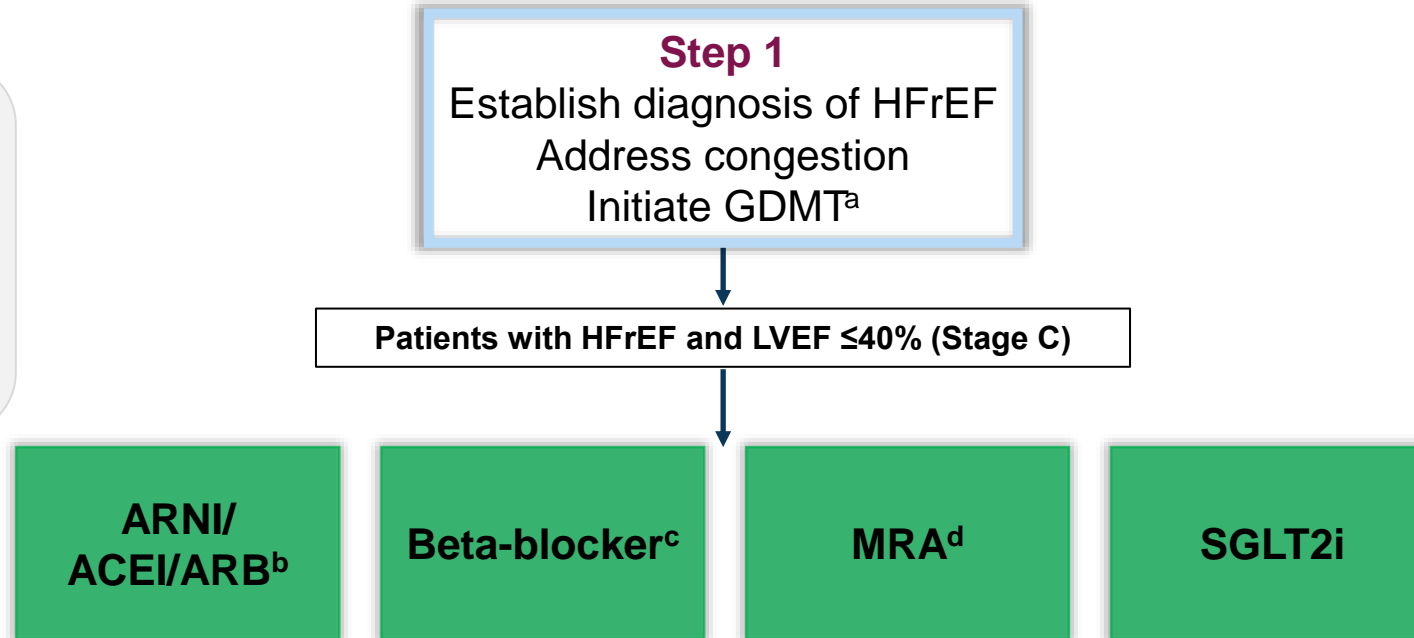 Step 1
Establish diagnosis of HFrEF
Address congestion
Initiate GDMTᵃ
Patients with HFrEF and LVEF ≤40% (Stage C)
ARNI/
ACEI/ARBᵇ
Beta-blockerᶜ
MRAᵈ
SGLT2i